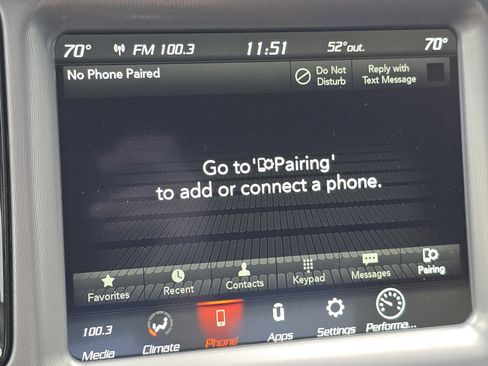 70° FM 100.3 11:51 52°out. 70°
No Phone Paired
Do Not
Disturb
Reply with
Text Message
Go to 'Pairing'
to add or connect a phone.
Favorites Recent Contacts Keypad Messages Pairing
100.3
Media Climate Phone Apps Settings Performa...